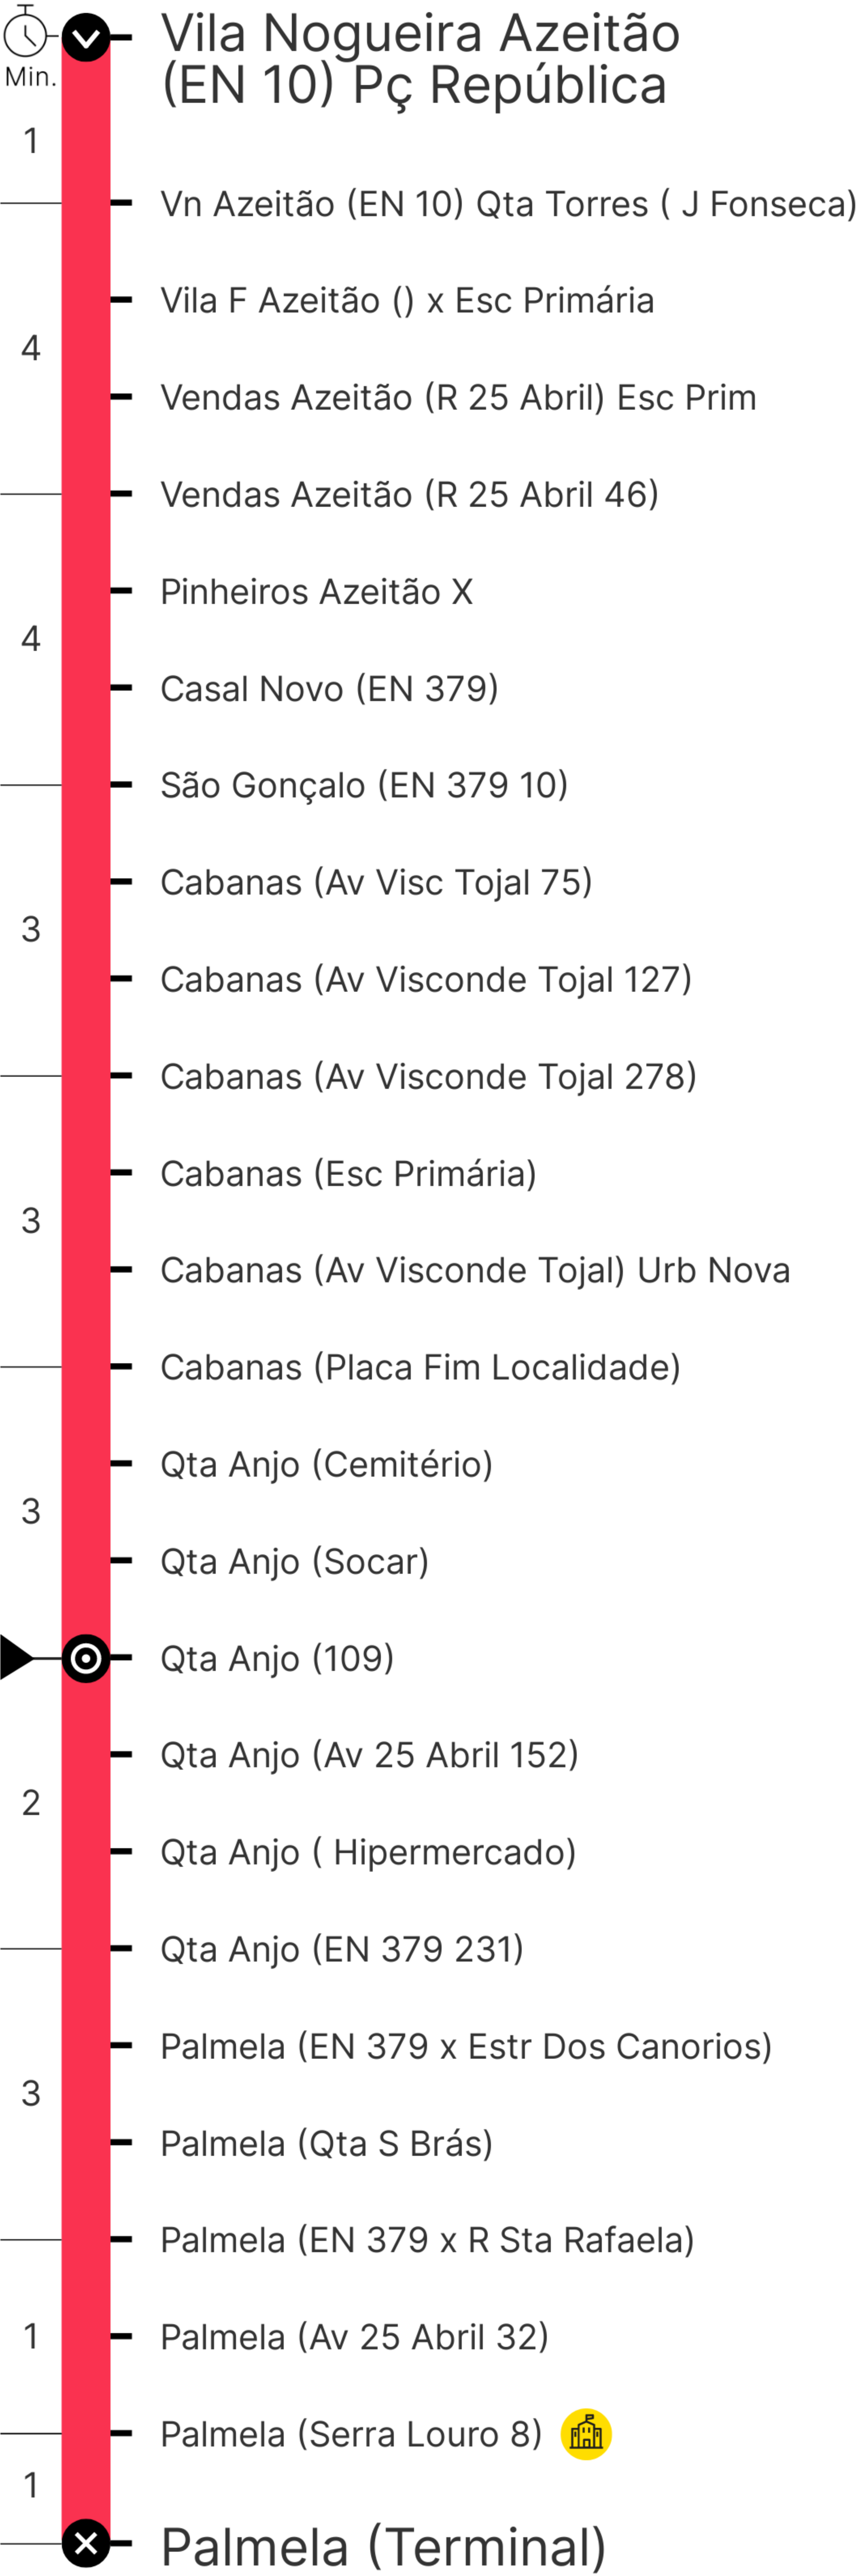 Vila Nogueira Azeitão
(EN 10) Pç República
Min.
1
Vn Azeitão (EN 10) Qta Torres ( J Fonseca)
Vila F Azeitão () x Esc Primária
4
Vendas Azeitão (R 25 Abril) Esc Prim
Vendas Azeitão (R 25 Abril 46)
Pinheiros Azeitão X
4
Casal Novo (EN 379)
São Gonçalo (EN 379 10)
Cabanas (Av Visc Tojal 75)
3
Cabanas (Av Visconde Tojal 127)
Cabanas (Av Visconde Tojal 278)
Cabanas (Esc Primária)
3
Cabanas (Av Visconde Tojal) Urb Nova
Cabanas (Placa Fim Localidade)
Qta Anjo (Cemitério)
3
Qta Anjo (Socar)
Qta Anjo (109)
Qta Anjo (Av 25 Abril 152)
2
Qta Anjo ( Hipermercado)
Qta Anjo (EN 379 231)
Palmela (EN 379 x Estr Dos Canorios)
3
Palmela (Qta S Brás)
Palmela (EN 379 x R Sta Rafaela)
1
Palmela (Av 25 Abril 32)
Palmela (Serra Louro 8)
1
Palmela (Terminal)